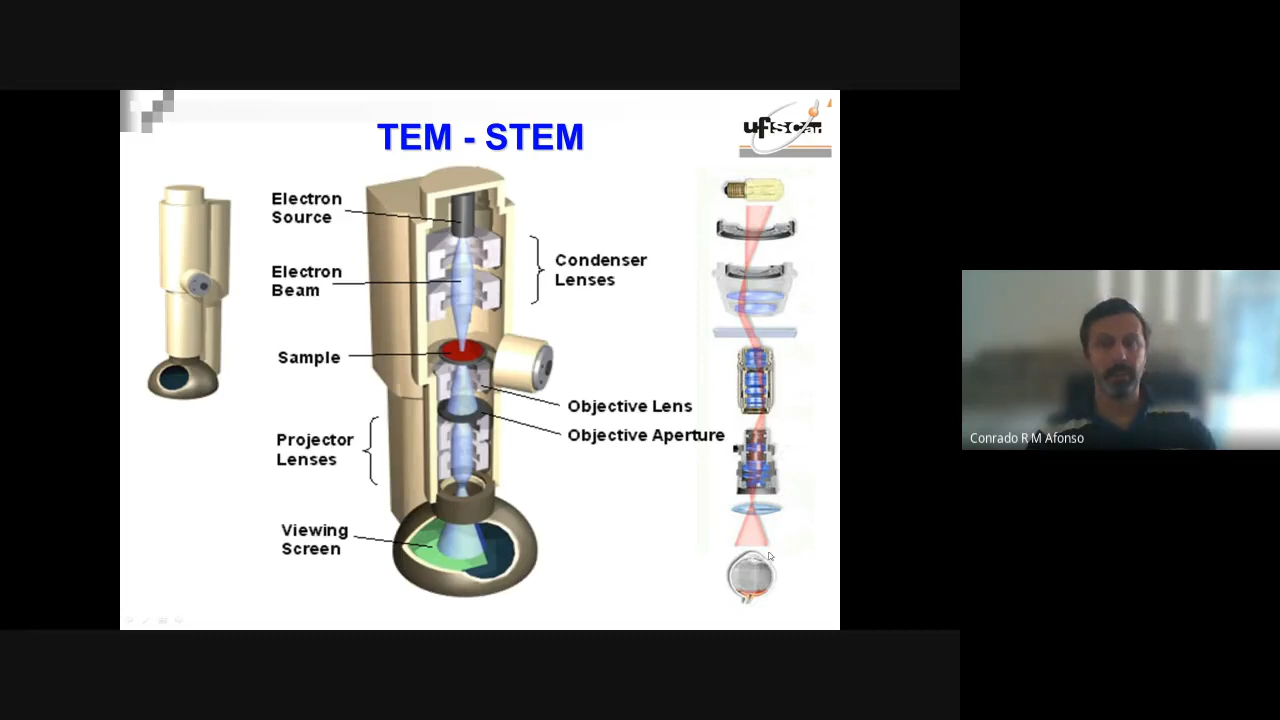 TEM - STEM
ufscar
Electron
Source
Condenser
Lenses
Electron
Beam
Sample
Objective Lens
Objective Aperture
Projector
Lenses
Viewing
Screen
Conrado R M Afonso